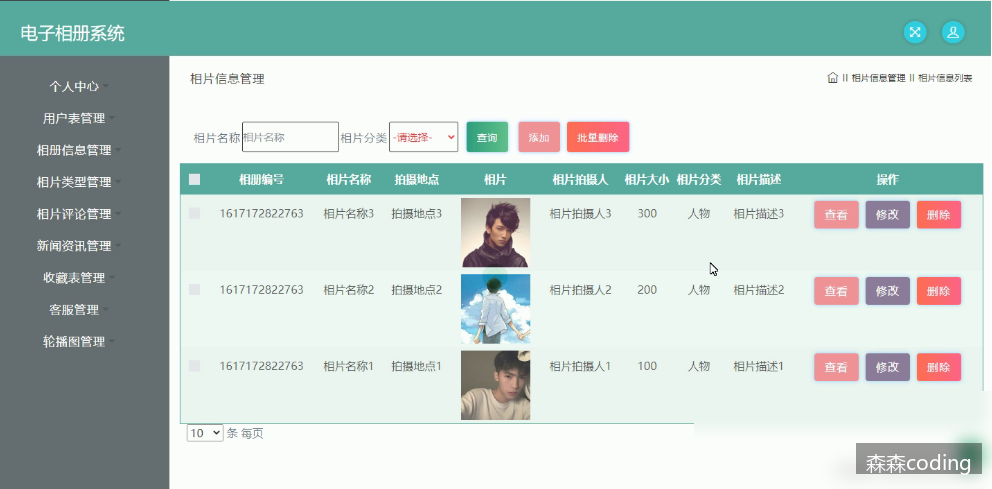 电子相册系统
个人中心
用户表管理
相册信息管理
相片类型管理
相片评论管理
新闻资讯管理
收藏表管理
客服管理
轮播图管理
相片信息管理
II 相片信息管理 II 相片信息列表
相片名称 相片名称 相片分类 -请选择- 查询 添加 批量删除
相册编号 相片名称 拍摄地点 相片 相片拍摄人 相片大小 相片分类 相片描述 操作
1617172822763 相片名称3 拍摄地点3 相片拍摄人3 300 人物 相片描述3 查看 修改 删除
1617172822763 相片名称2 拍摄地点2 相片拍摄人2 200 人物 相片描述2 查看 修改 删除
1617172822763 相片名称1 拍摄地点1 相片拍摄人1 100 人物 相片描述1 查看 修改 删除
10 条 每页
森森coding